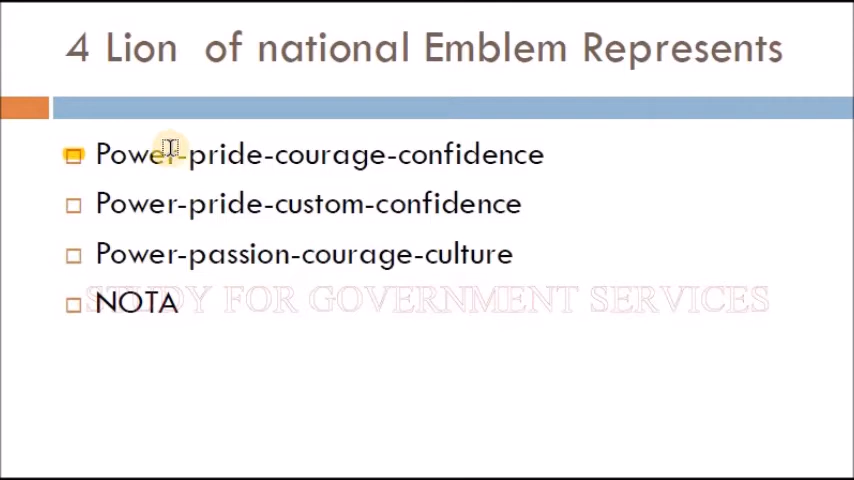 4 Lion of national Emblem Represents
Power-pride-courage-confidence
Power-pride-custom-confidence
Power-passion-courage-culture
NOTA
STUDY FOR GOVERNMENT SERVICES